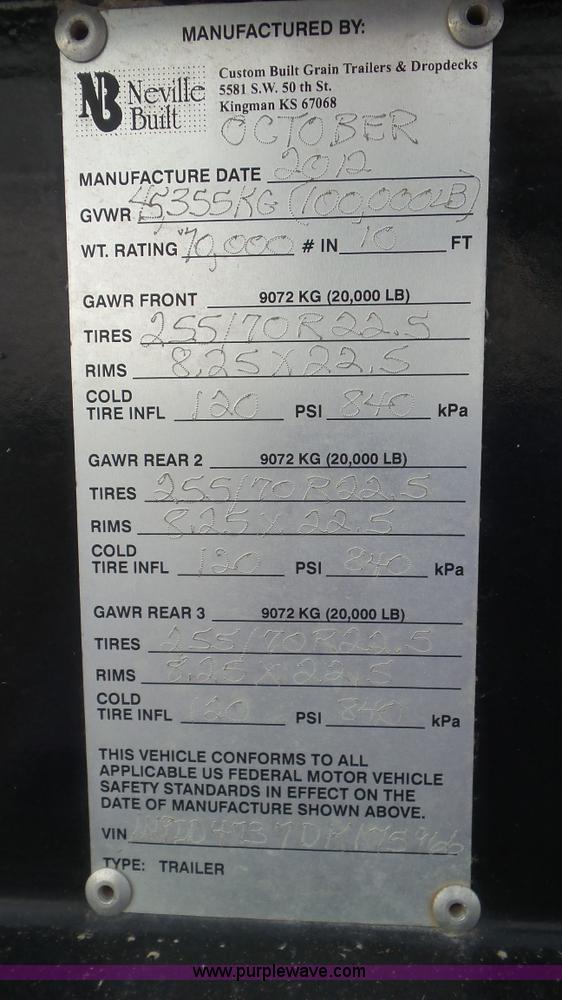 MANUFACTURED BY:
NB Neville Built
Custom Built Grain Trailers & Dropdecks
5581 S.W. 50 th St.
Kingman KS 67068
OCTOBER
MANUFACTURE DATE 2012
GVWR 45,355KG (100,000LB)
WT. RATING 70,000 # IN 10 FT
GAWR FRONT 9072 KG (20,000 LB)
TIRES 255/70R22.5
RIMS 8.25X22.5
COLD
TIRE INFL 120 PSI 840 kPa
GAWR REAR 2 9072 KG (20,000 LB)
TIRES 255/70R22.5
RIMS 8.25X22.5
COLD
TIRE INFL 120 PSI 840 kPa
GAWR REAR 3 9072 KG (20,000 LB)
TIRES 255/70R22.5
RIMS 8.25X22.5
COLD
TIRE INFL 120 PSI 840 kPa
THIS VEHICLE CONFORMS TO ALL
APPLICABLE US FEDERAL MOTOR VEHICLE
SAFETY STANDARDS IN EFFECT ON THE
DATE OF MANUFACTURE SHOWN ABOVE.
VIN
TYPE: TRAILER
www.purplewave.com